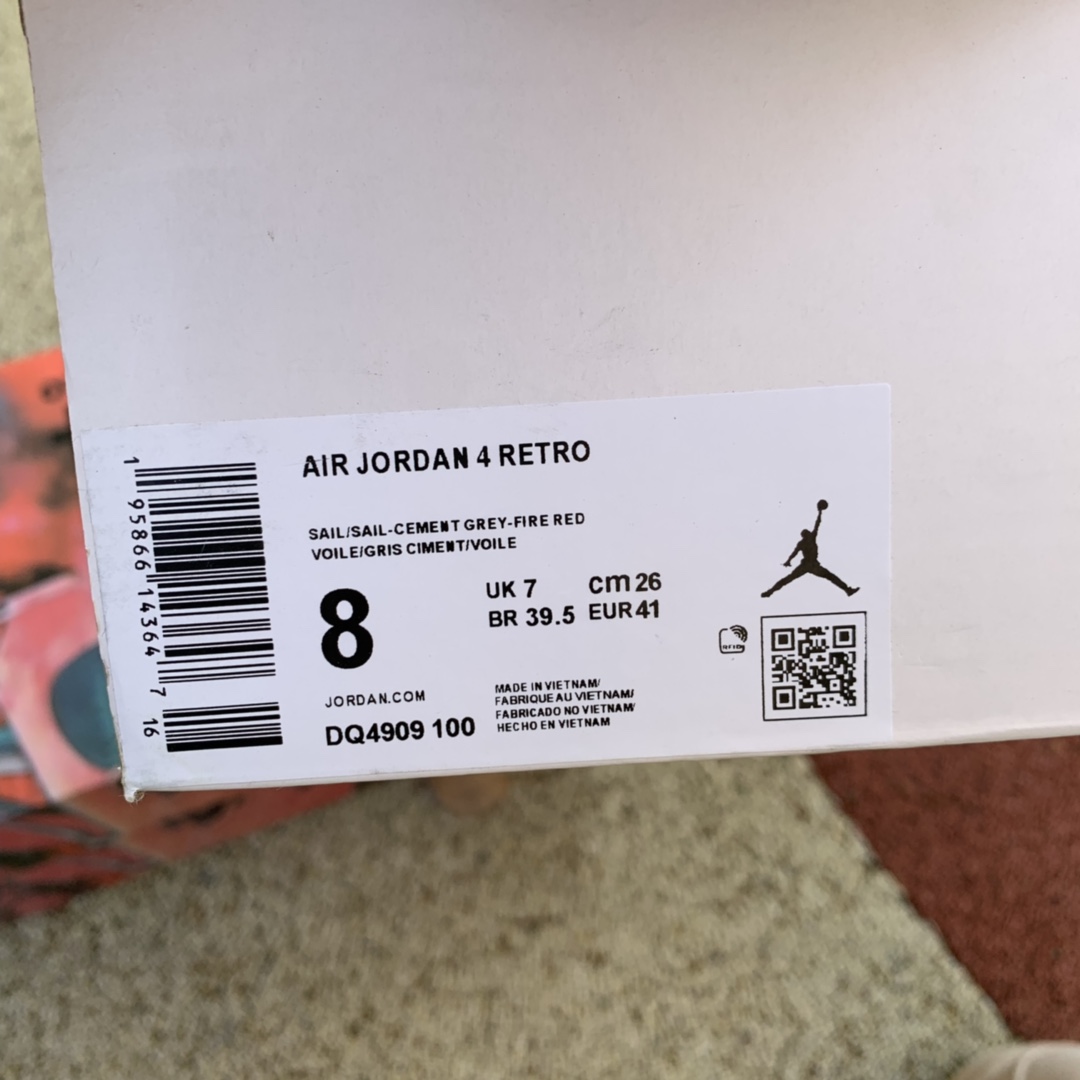 AIR JORDAN 4 RETRO
SAIL/SAIL-CEMENT GREY-FIRE RED
VOILE/GRIS CIMENT/VOILE
8
UK 7 cm 26
BR 39.5 EUR 41
JORDAN.COM
DQ4909 100
MADE IN VIETNAM/
FABRIQUE AU VIETNAM/
FABRICADO NO VIETNAM/
HECHO EN VIETNAM
RFID
1 95866 14364 7 16